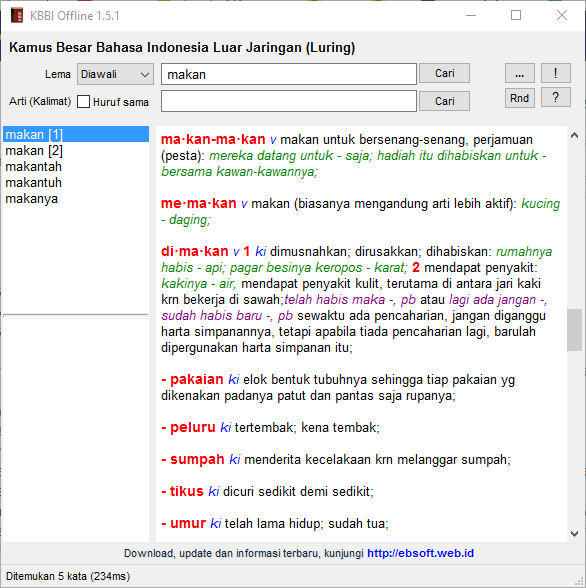 KBBI Offline 1.5.1
Kamus Besar Bahasa Indonesia Luar Jaringan (Luring)
Lema Diawali makan Cari ... !
Arti (Kalimat) Huruf sama Cari Rnd ?
makan [1]
makan [2]
makantah
makantuh
makanya
ma·kan-ma·kan v makan untuk bersenang-senang, perjamuan
(pesta): mereka datang untuk - saja; hadiah itu dihabiskan untuk -
bersama kawan-kawannya;
me·ma·kan v makan (biasanya mengandung arti lebih aktif): kucing
- daging;
di·ma·kan v 1 ki dimusnahkan; dirusakkan; dihabiskan: rumahnya
habis - api; pagar besinya keropos - karat; 2 mendapat penyakit:
kakinya - air, mendapat penyakit kulit, terutama di antara jari kaki
krn bekerja di sawah;telah habis maka -, pb atau lagi ada jangan -,
sudah habis baru -, pb sewaktu ada pencaharian, jangan diganggu
harta simpanannya, tetapi apabila tiada pencaharian lagi, barulah
dipergunakan harta simpanan itu;
- pakaian ki elok bentuk tubuhnya sehingga tiap pakaian yg
dikenakan padanya patut dan pantas saja rupanya;
- peluru ki tertembak; kena tembak;
- sumpah ki menderita kecelakaan krn melanggar sumpah;
- tikus ki dicuri sedikit demi sedikit;
- umur ki telah lama hidup; sudah tua;
Download, update dan informasi terbaru, kunjungi http://ebsoft.web.id
Ditemukan 5 kata (234ms)